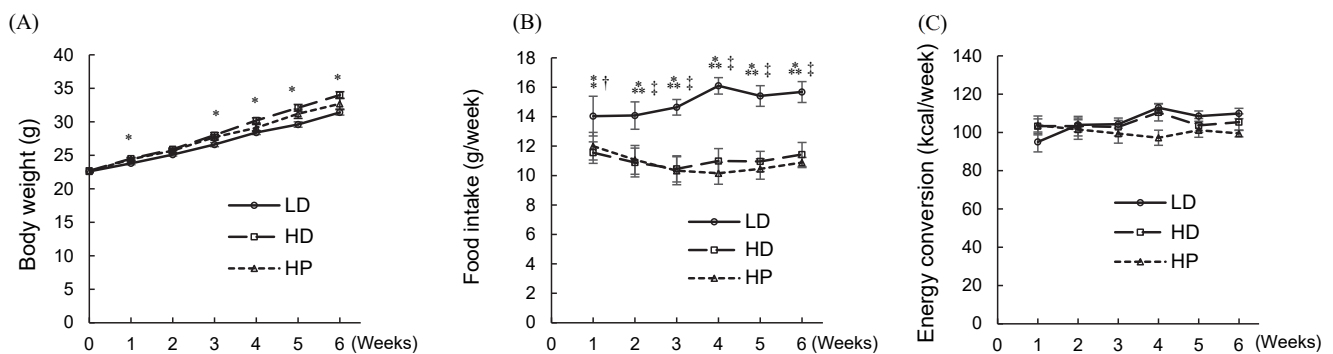 (A)
Body weight (g)
40
35
30
25
20
15
10
5
0
* * * * *
LD
HD
HP
0 1 2 3 4 5 6 (Weeks)
(B)
Food intake (g/week)
18
16
14
12
10
8
6
4
2
0
*
* †
*
** ‡
*
** ‡
*
** ‡
*
** ‡
*
** ‡
LD
HD
HP
1 2 3 4 5 6 (Weeks)
(C)
Energy conversion (kcal/week)
140
120
100
80
60
40
20
0
LD
HD
HP
0 1 2 3 4 5 6 (Weeks)